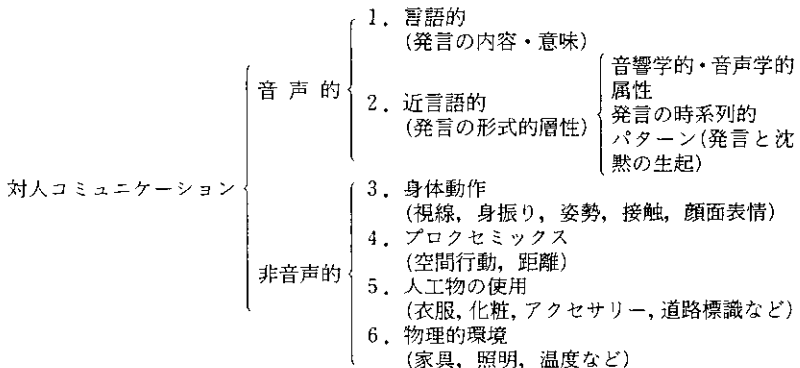 対人コミュニケーション
音声的
1. 言語的
(発言の内容・意味)
2. 近言語的
(発言の形式的層性)
音響学的・音声学的
属性
発言の時系列的
パターン(発言と沈
黙の生起)
非音声的
3. 身体動作
(視線, 身振り, 姿勢, 接触, 顔面表情)
4. プロクセミックス
(空間行動, 距離)
5. 人工物の使用
(衣服, 化粧, アクセサリー, 道路標識など)
6. 物理的環境
(家具, 照明, 温度など)